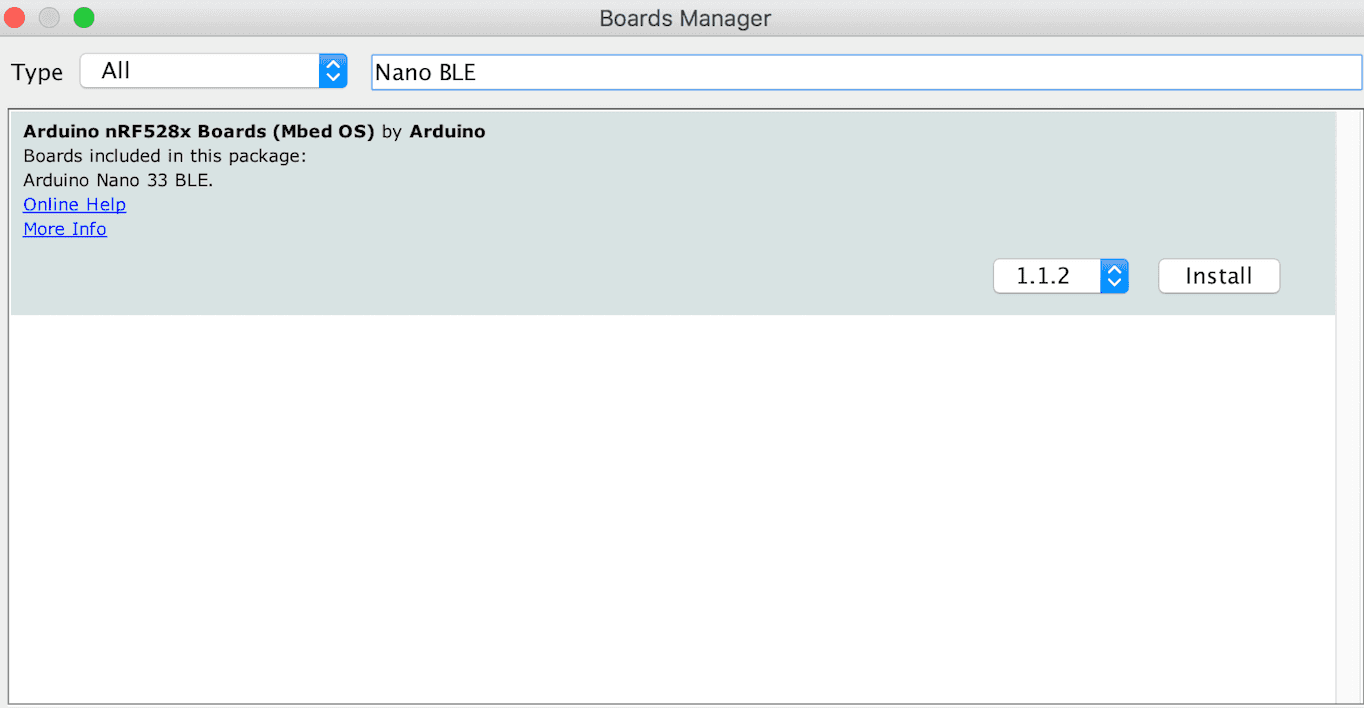 Boards Manager
Type All Nano BLE
Arduino nRF528x Boards (Mbed OS) by Arduino
Boards included in this package:
Arduino Nano 33 BLE.
Online Help
More Info
1.1.2 Install